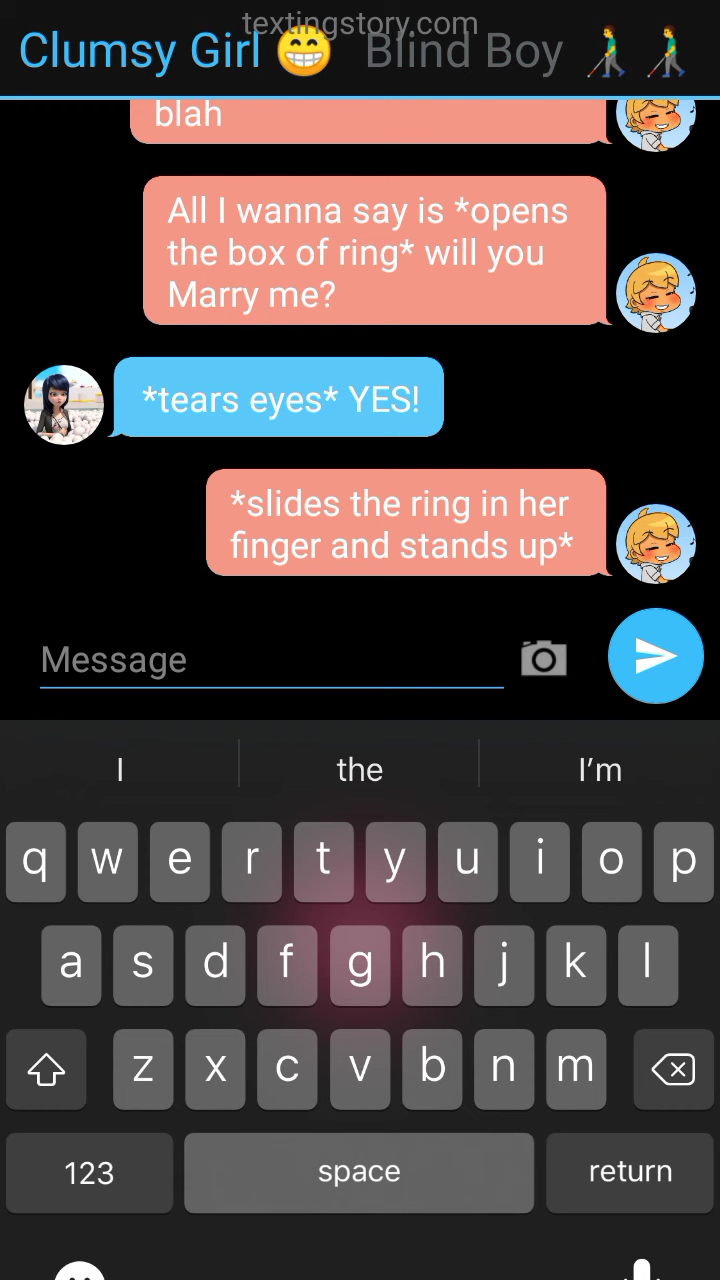 textingstory.com
Clumsy Girl 😁 Blind Boy 👨‍🦯 👨‍🦯
blah
All I wanna say is *opens
the box of ring* will you
Marry me?
*tears eyes* YES!
*slides the ring in her
finger and stands up*
Message
I the I’m
q w e r t y u i o p
a s d f g h j k l
z x c v b n m
123 space return